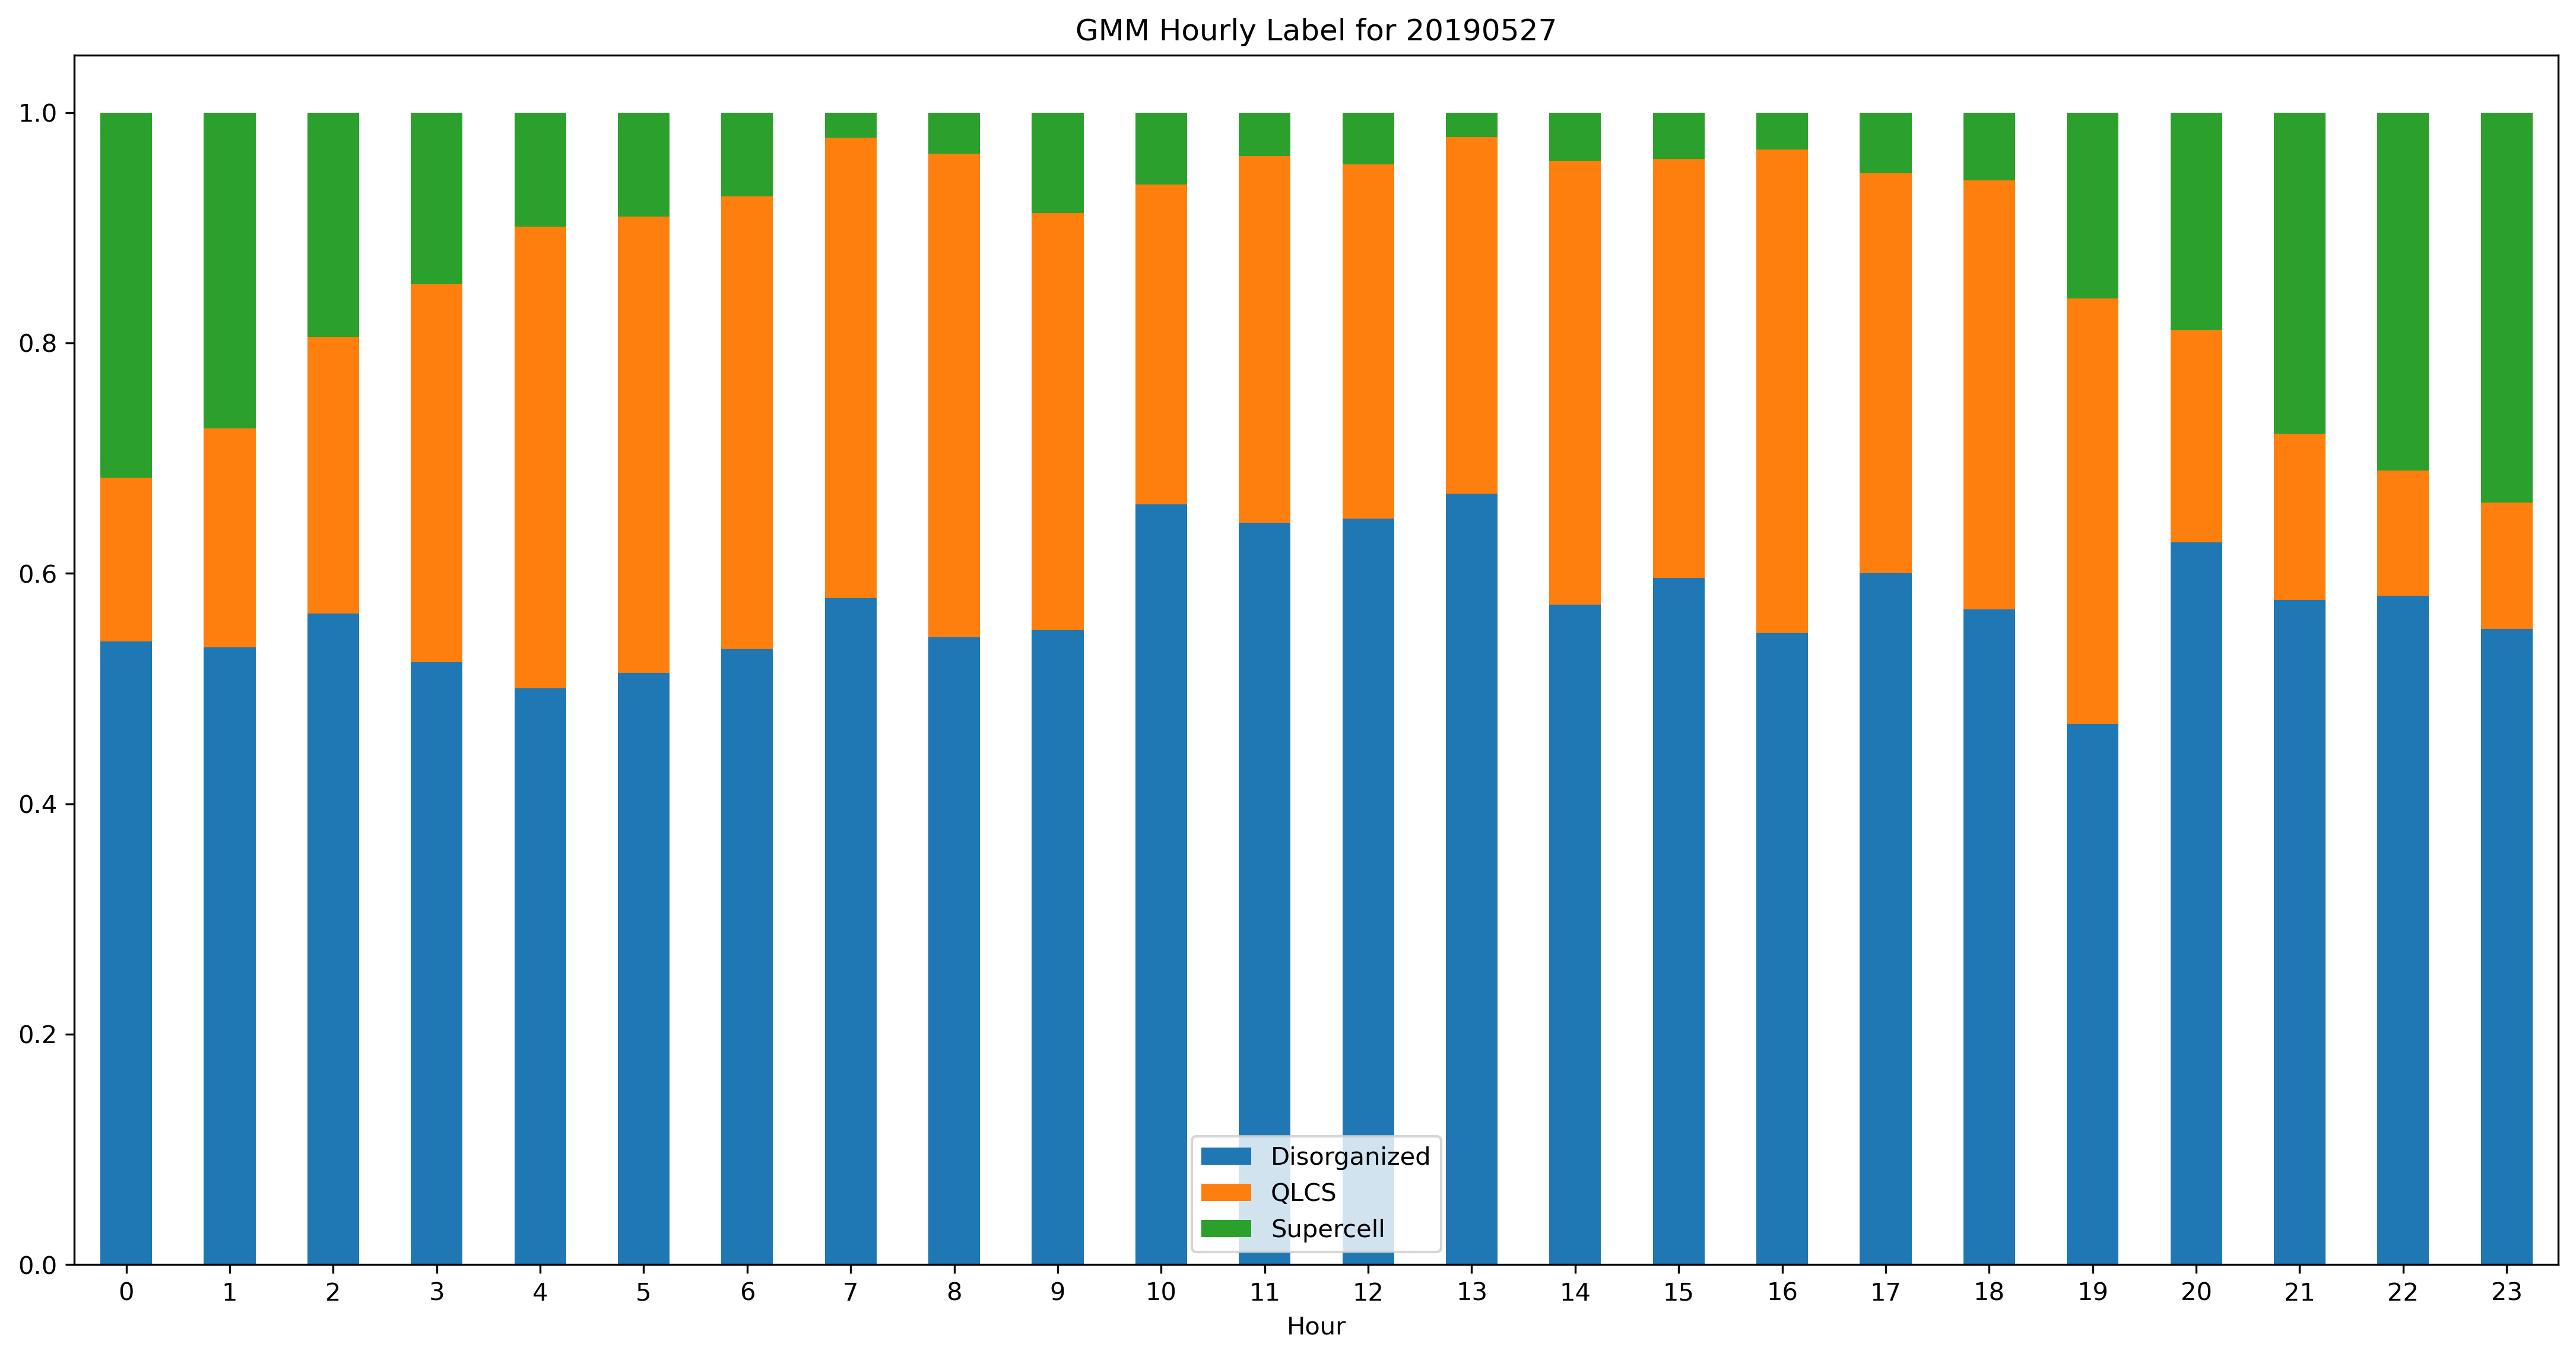 GMM Hourly Label for 20190527
1.0
0.8
0.6
0.4
0.2
0.0
Disorganized
QLCS
Supercell
0 1 2 3 4 5 6 7 8 9 10 11 12 13 14 15 16 17 18 19 20 21 22 23
Hour